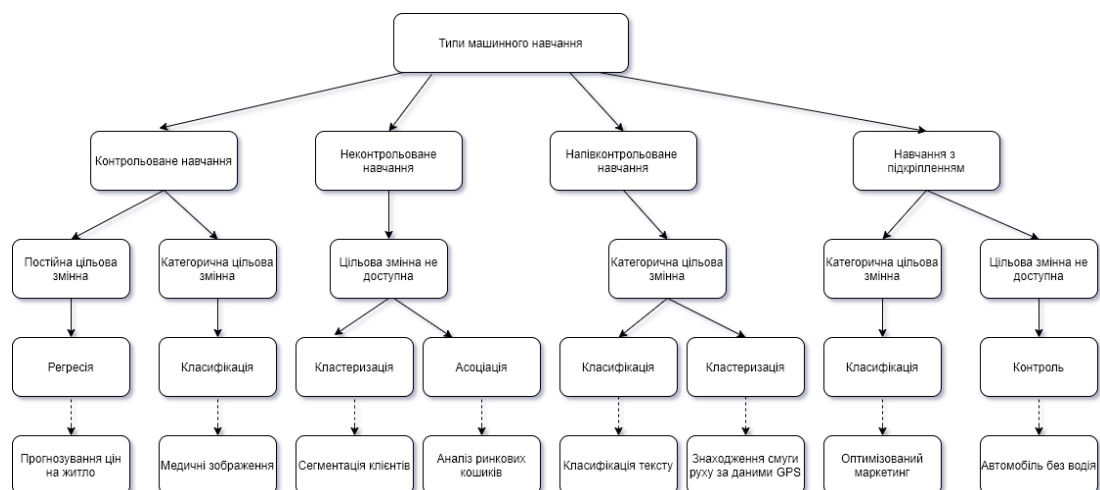 Типи машинного навчання
Контрольоване навчання
Неконтрольоване
навчання
Напівконтрольоване
навчання
Навчання з
підкріпленням
Постійна цільова
змінна
Категорична цільова
змінна
Цільова змінна не
доступна
Категорична цільова
змінна
Категорична цільова
змінна
Цільова змінна не
доступна
Регресія
Класифікація
Кластеризація
Асоціація
Класифікація
Кластеризація
Класифікація
Контроль
Прогнозування цін
на житло
Медичні зображення
Сегментація клієнтів
Аналіз ринкових
кошиків
Класифікація тексту
Знаходження смуги
руху за даними GPS
Оптимізований
маркетинг
Автомобіль без водія